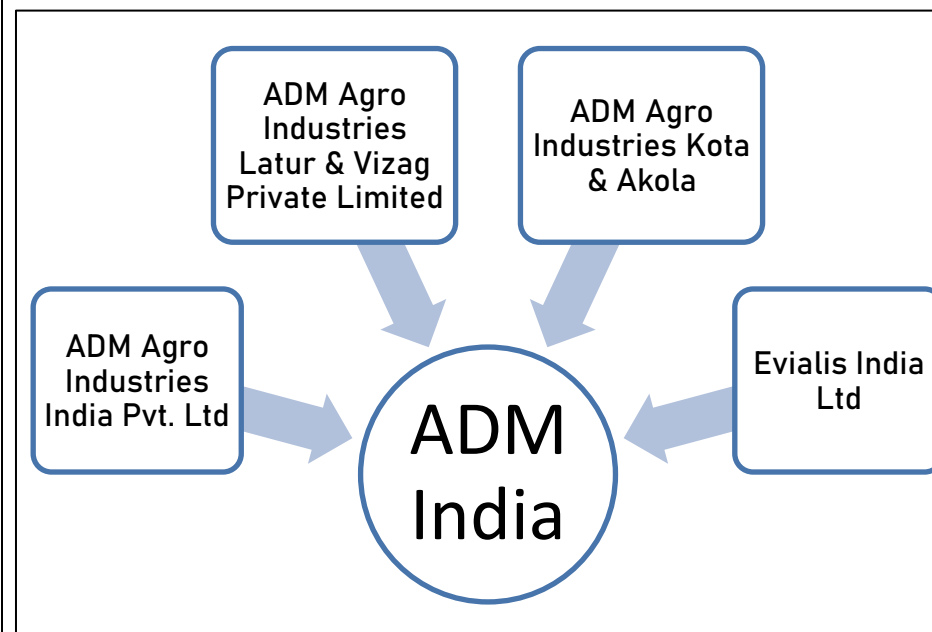 ADM Agro
Industries
Latur & Vizag
Private Limited
ADM Agro
Industries Kota
& Akola
ADM Agro
Industries
India Pvt. Ltd
Evialis India
Ltd
ADM
India